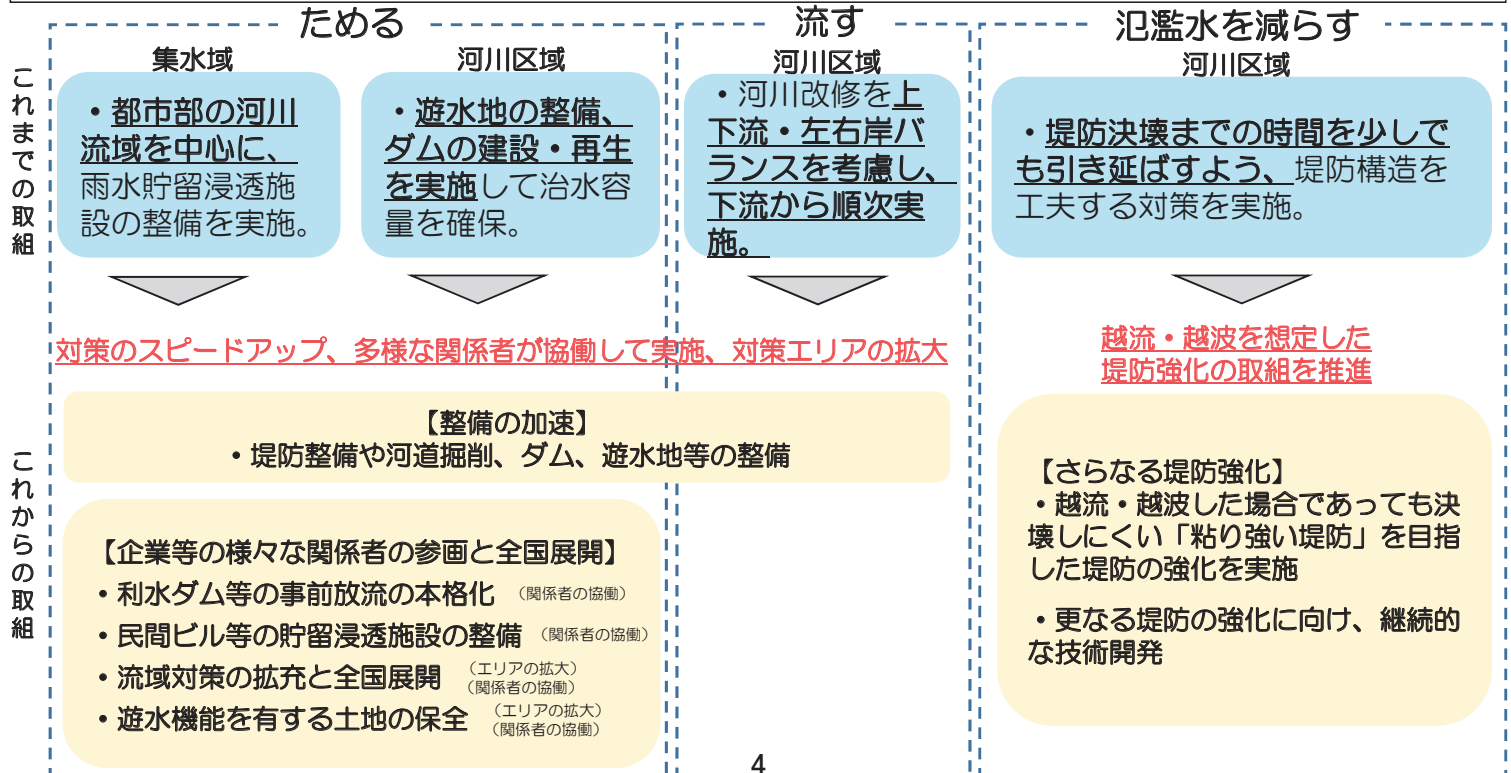 ためる
流す
氾濫水を減らす
集水域
河川区域
河川区域
河川区域
これまでの取組
・都市部の河川
流域を中心に、
雨水貯留浸透施
設の整備を実施。
・遊水地の整備、
ダムの建設・再生
を実施して治水容
量を確保。
・河川改修を上
下流・左右岸バ
ランスを考慮し、
下流から順次実
施。
・堤防決壊までの時間を少しで
も引き延ばすよう、堤防構造を
工夫する対策を実施。
対策のスピードアップ、多様な関係者が協働して実施、対策エリアの拡大
越流・越波を想定した
堤防強化の取組を推進
これからの取組
【整備の加速】
・堤防整備や河道掘削、ダム、遊水地等の整備
【企業等の様々な関係者の参画と全国展開】
・利水ダム等の事前放流の本格化 (関係者の協働)
・民間ビル等の貯留浸透施設の整備 (関係者の協働)
・流域対策の拡充と全国展開 (エリアの拡大)
(関係者の協働)
・遊水機能を有する土地の保全 (エリアの拡大)
(関係者の協働)
【さらなる堤防強化】
・越流・越波した場合であっても決
壊しにくい「粘り強い堤防」を目指
した堤防の強化を実施
・更なる堤防の強化に向け、継続的
な技術開発
4